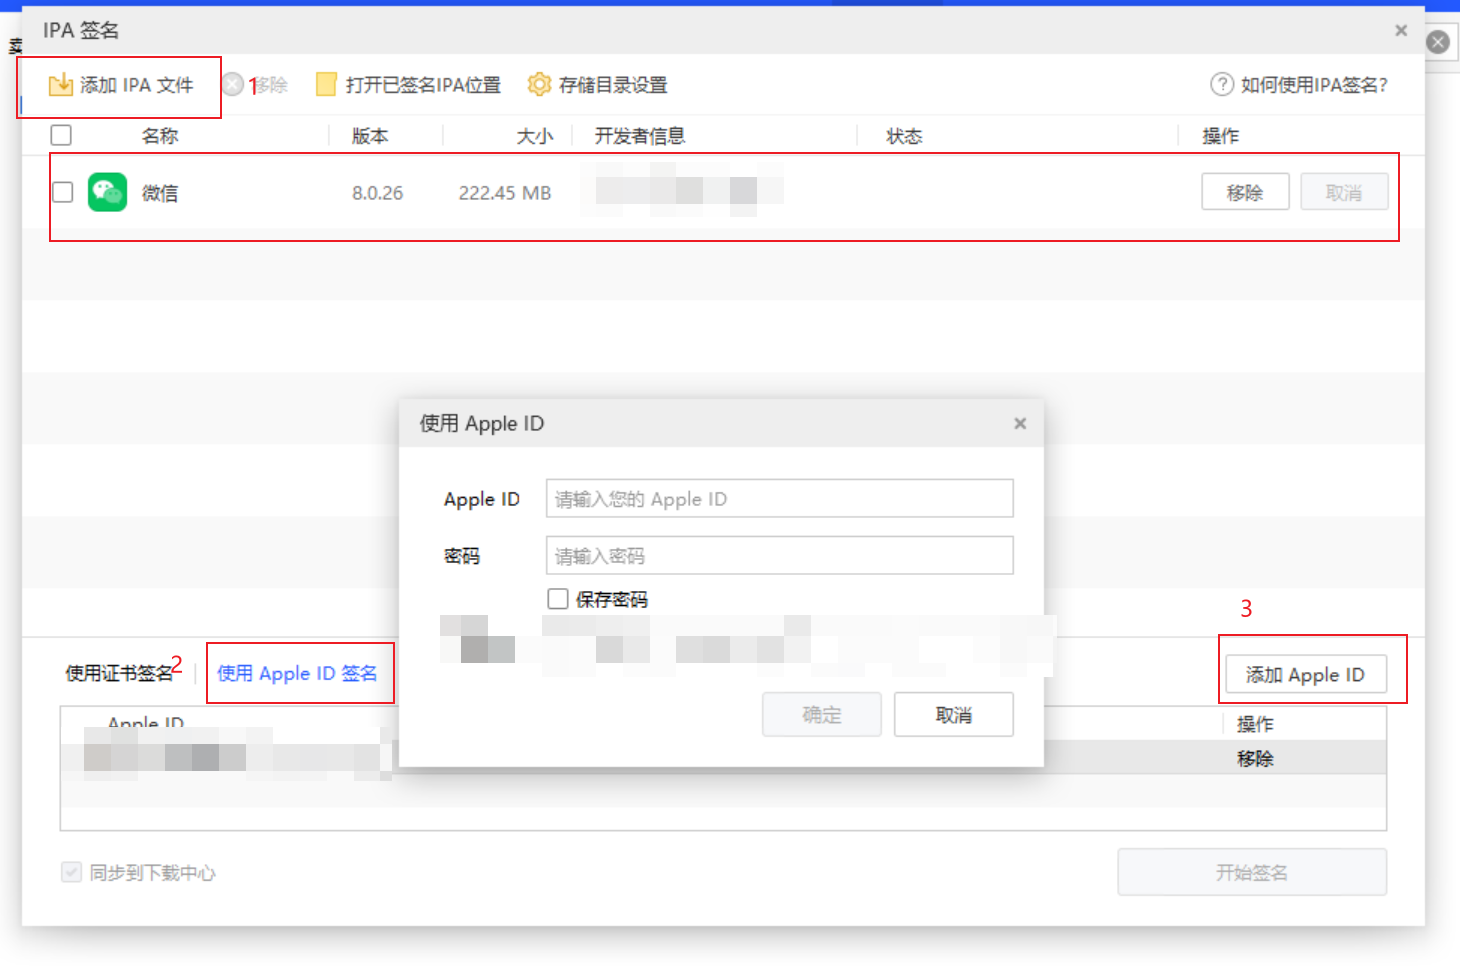 IPA 签名
添加 IPA 文件 1 移除 打开已签名IPA位置 存储目录设置 如何使用IPA签名?
名称 版本 大小 开发者信息 状态 操作
微信 8.0.26 222.45 MB 移除 取消
使用 Apple ID
Apple ID 请输入您的 Apple ID
密码 请输入密码
保存密码
确定 取消
3
使用证书签名 2 使用 Apple ID 签名 添加 Apple ID
Apple ID 操作
移除
同步到下载中心 开始签名